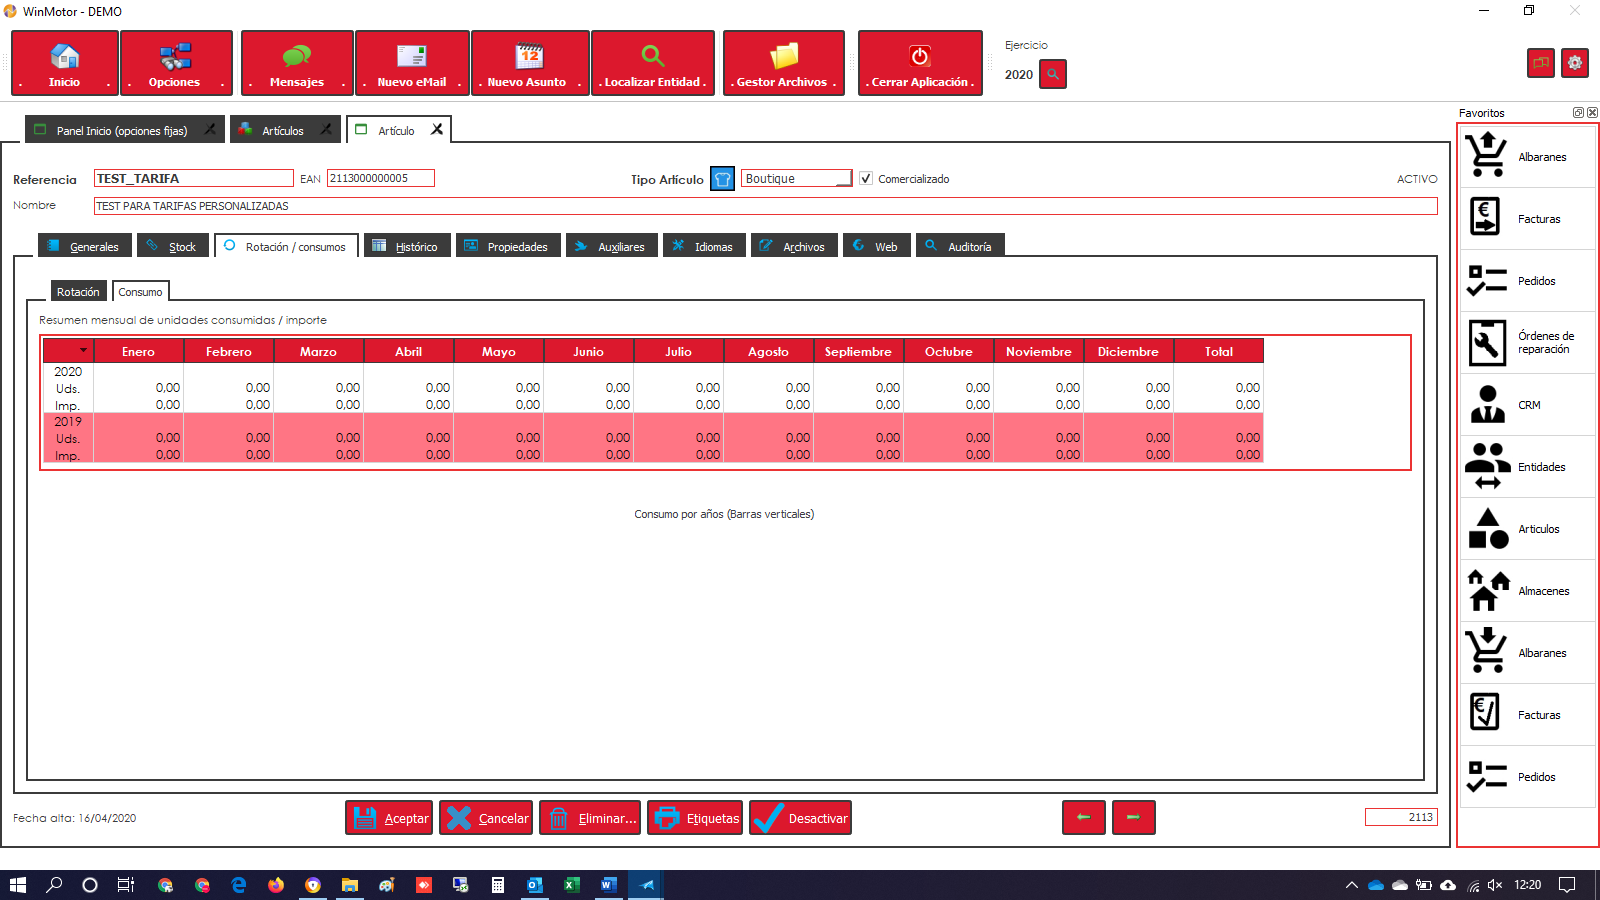 WinMotor - DEMO
. Inicio .
. Opciones .
. Mensajes .
. Nuevo eMail .
. Nuevo Asunto .
. Localizar Entidad .
. Gestor Archivos .
. Cerrar Aplicación .
Ejercicio
2020
Panel Inicio (opciones fijas)
Artículos
Artículo
Favoritos
Referencia TEST_TARIFA EAN 2113000000005 Tipo Artículo Boutique Comercializado ACTIVO
Nombre TEST PARA TARIFAS PERSONALIZADAS
Generales Stock Rotación / consumos Histórico Propiedades Auxiliares Idiomas Archivos Web Auditoría
Rotación Consumo
Resumen mensual de unidades consumidas / importe
Enero Febrero Marzo Abril Mayo Junio Julio Agosto Septiembre Octubre Noviembre Diciembre Total
2020
Uds. 0,00 0,00 0,00 0,00 0,00 0,00 0,00 0,00 0,00 0,00 0,00 0,00 0,00
Imp. 0,00 0,00 0,00 0,00 0,00 0,00 0,00 0,00 0,00 0,00 0,00 0,00 0,00
2019
Uds. 0,00 0,00 0,00 0,00 0,00 0,00 0,00 0,00 0,00 0,00 0,00 0,00 0,00
Imp. 0,00 0,00 0,00 0,00 0,00 0,00 0,00 0,00 0,00 0,00 0,00 0,00 0,00
Consumo por años (Barras verticales)
Fecha alta: 16/04/2020
Aceptar
Cancelar
Eliminar...
Etiquetas
Desactivar
2113
Albaranes
Facturas
Pedidos
Órdenes de
reparación
CRM
Entidades
Articulos
Almacenes
Albaranes
Facturas
Pedidos
12:20